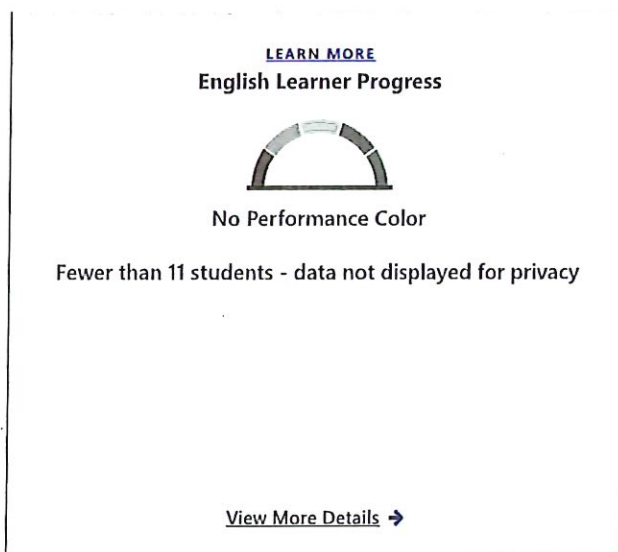 LEARN MORE
English Learner Progress
No Performance Color
Fewer than 11 students - data not displayed for privacy
View More Details →